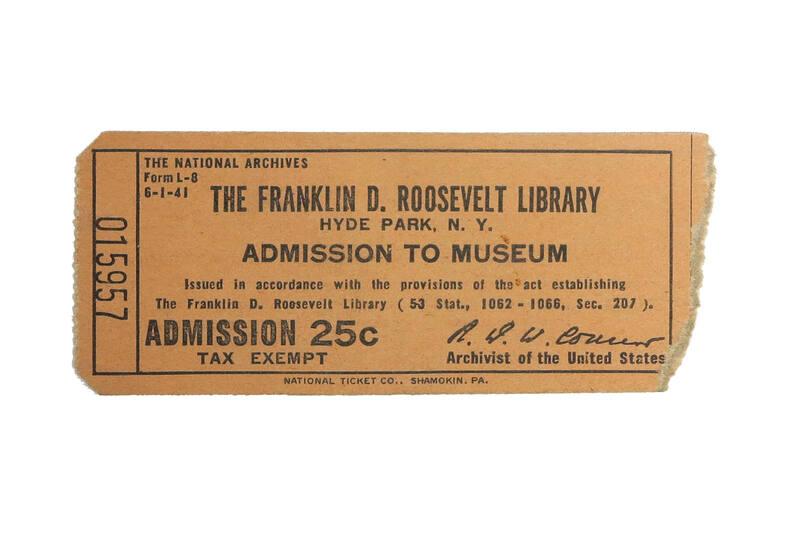 015957
THE NATIONAL ARCHIVES
Form L-8
6-1-41
THE FRANKLIN D. ROOSEVELT LIBRARY
HYDE PARK, N. Y.
ADMISSION TO MUSEUM
Issued in accordance with the provisions of the act establishing
The Franklin D. Roosevelt Library ( 53 Stat., 1062 - 1066, Sec. 207 ).
ADMISSION 25c
TAX EXEMPT
R. D. W. Connor
Archivist of the United States
NATIONAL TICKET CO., SHAMOKIN, PA.